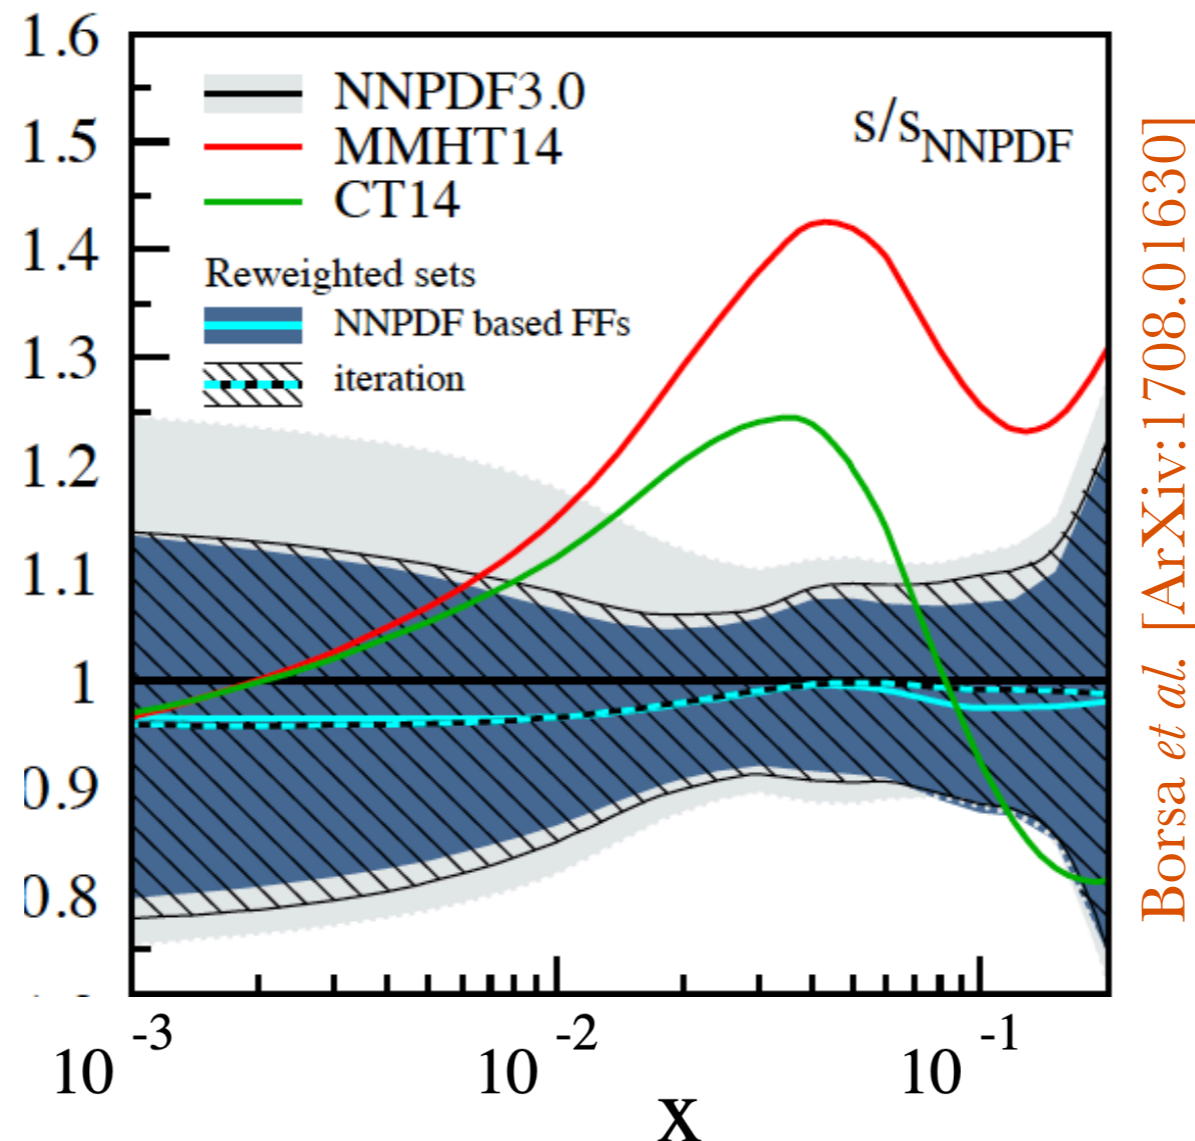 1.6
1.5
1.4
1.3
1.2
1.1
1
0.9
0.8
NNPDF3.0
MMHT14
CT14
Reweighted sets
NNPDF based FFs
iteration
s/sNNPDF
10-3
10-2
10-1
x
Borsa et al. [ArXiv:1708.01630]